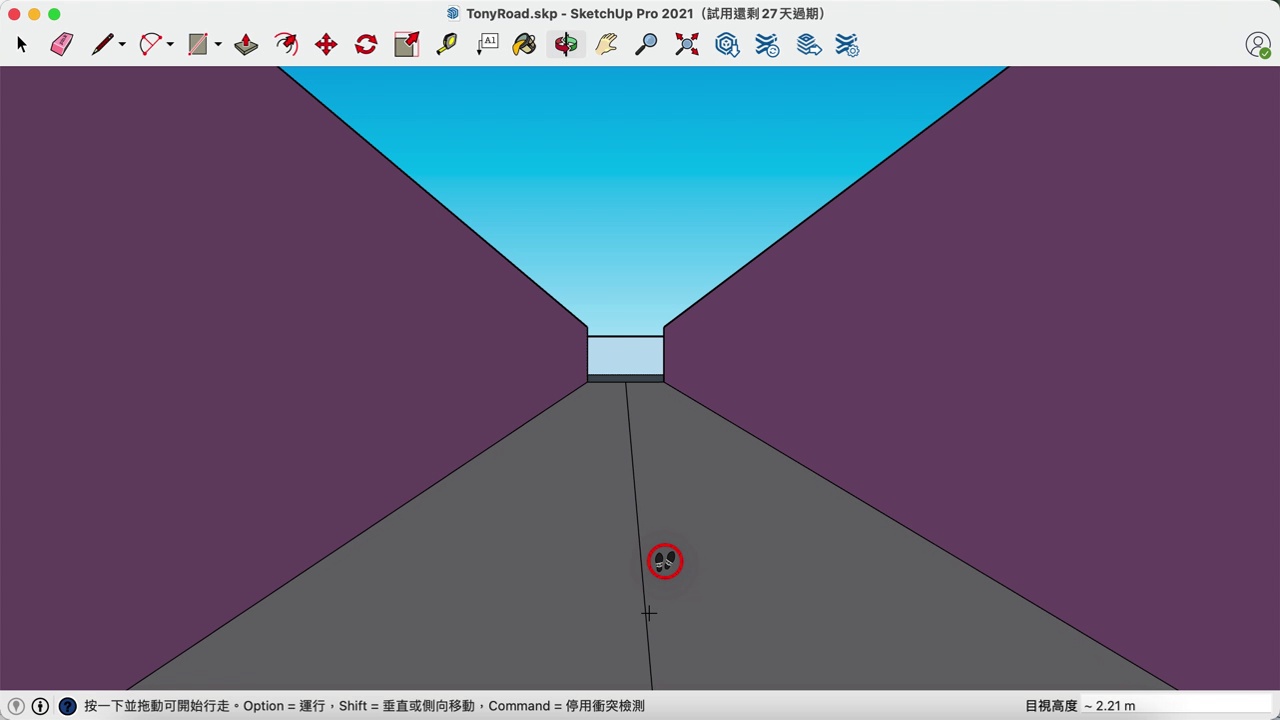 TonyRoad.skp - SketchUp Pro 2021（試用還剩 27 天過期）
A1
按一下並拖動可開始行走。Option = 運行，Shift = 垂直或側向移動，Command = 停用衝突檢測
目視高度 ~ 2.21 m